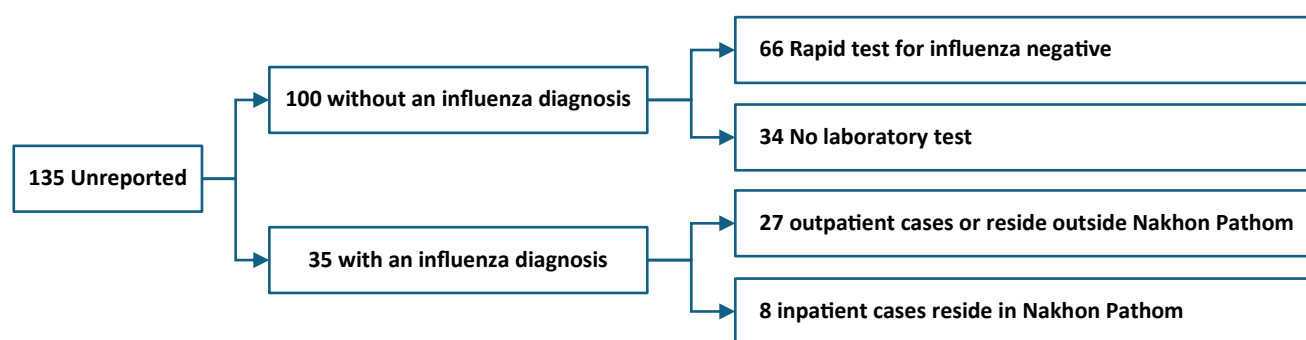 66 Rapid test for influenza negative
100 without an influenza diagnosis
34 No laboratory test
135 Unreported
27 outpatient cases or reside outside Nakhon Pathom
35 with an influenza diagnosis
8 inpatient cases reside in Nakhon Pathom